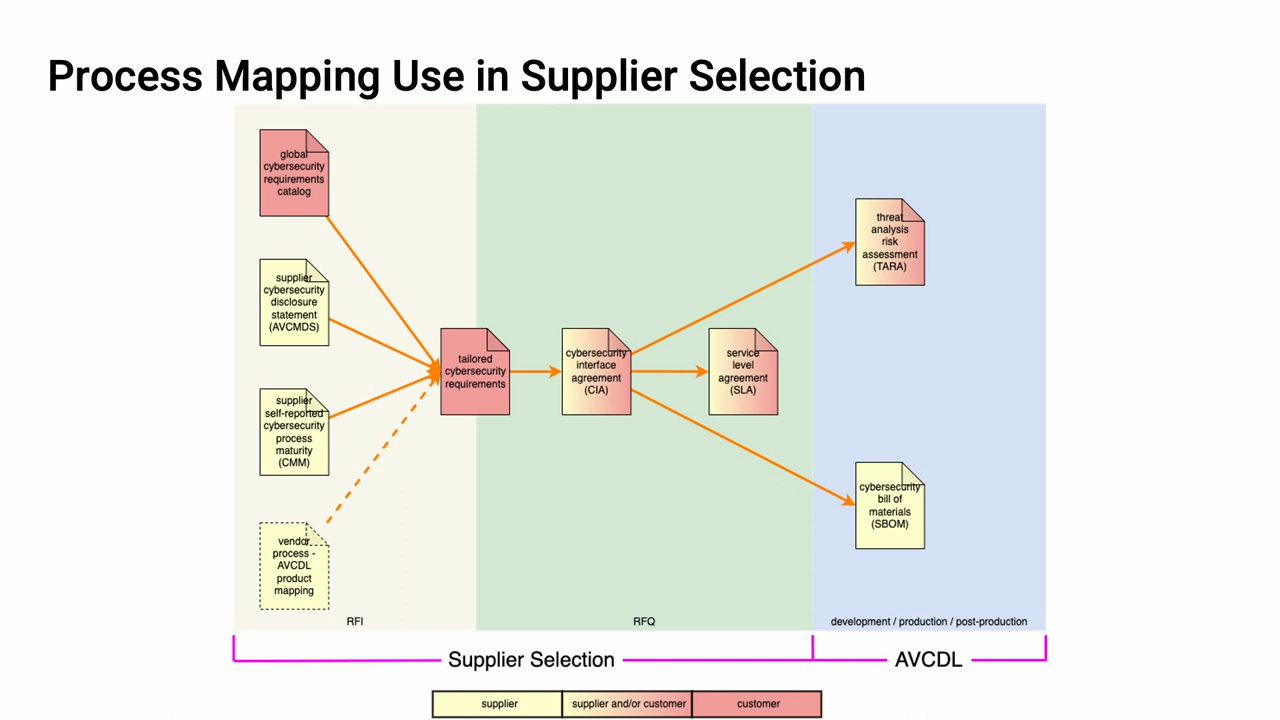 Process Mapping Use in Supplier Selection
global
cybersecurity
requirements
catalog
supplier
cybersecurity
disclosure
statement
(AVCMDS)
supplier
self-reported
cybersecurity
process
maturity
(CMM)
vendor
process -
AVCDL
product
mapping
tailored
cybersecurity
requirements
cybersecurity
interface
agreement
(CIA)
service
level
agreement
(SLA)
threat
analysis
risk
assessment
(TARA)
cybersecurity
bill of
materials
(SBOM)
RFI
RFQ
development / production / post-production
Supplier Selection
AVCDL
supplier
supplier and/or customer
customer